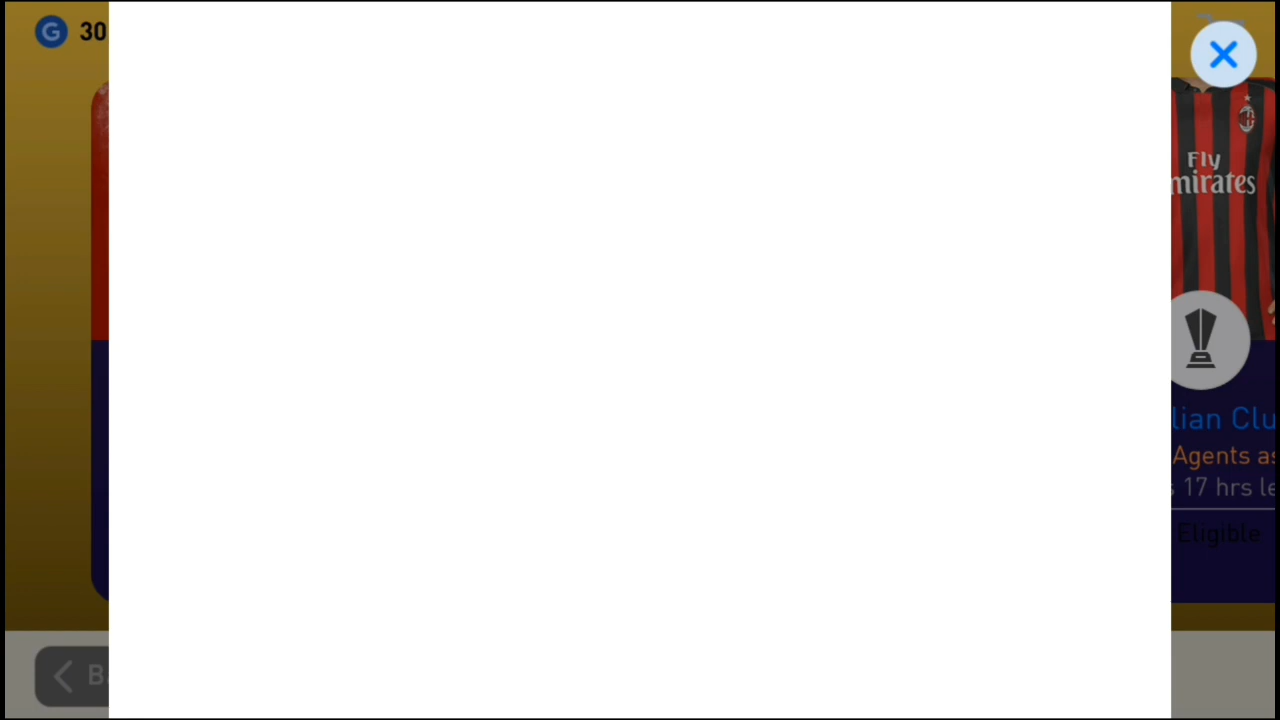 G 30
Fly
mirates
lian Clu
Agents as
s 17 hrs le
Eligible
B